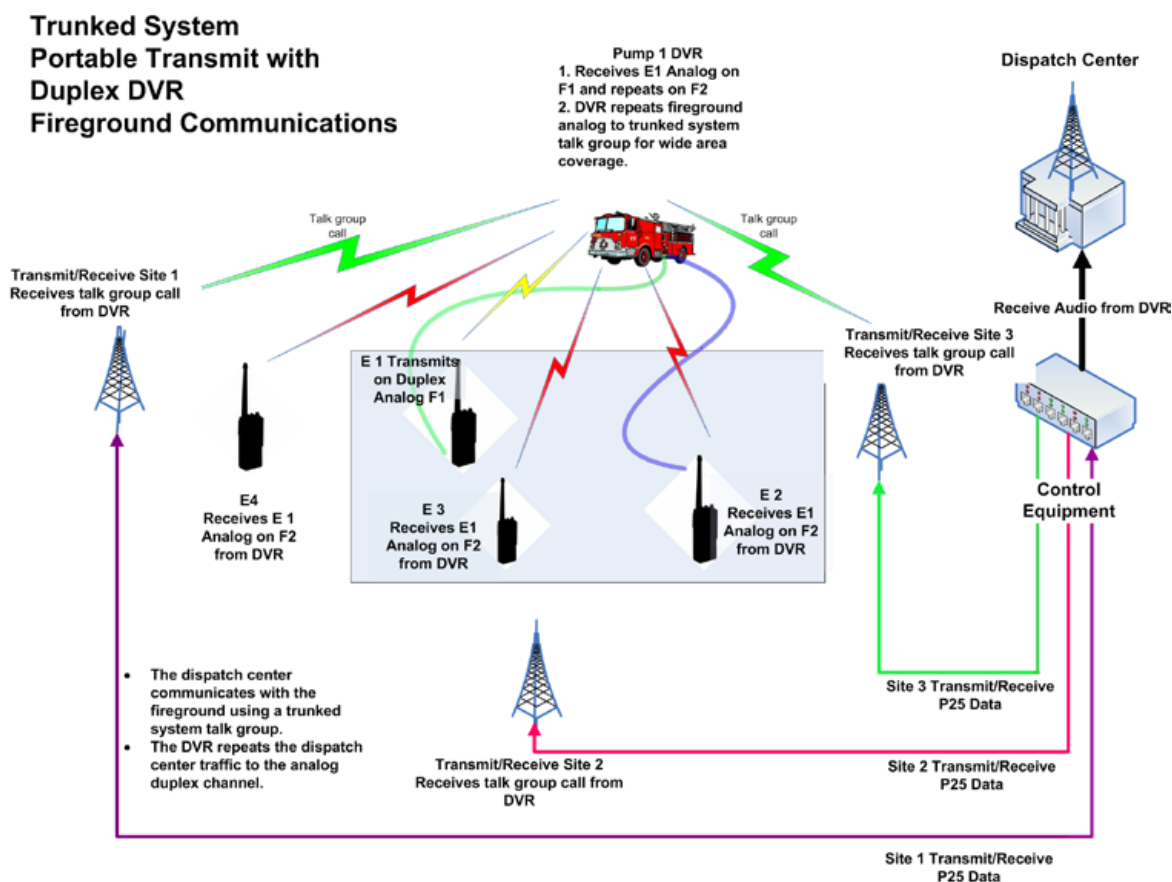 Trunked System
Portable Transmit with
Duplex DVR
Fireground Communications
Pump 1 DVR
1. Receives E1 Analog on
F1 and repeats on F2
2. DVR repeats fireground
analog to trunked system
talk group for wide area
coverage.
Dispatch Center
Talk group
call
Talk group
call
Transmit/Receive Site 1
Receives talk group call
from DVR
Receive Audio from DVR
Transmit/Receive Site 3
Receives talk group call
from DVR
E 1 Transmits
on Duplex
Analog F1
E4
Receives E 1
Analog on F2
from DVR
E 3
Receives E1
Analog on F2
from DVR
E 2
Receives E1
Analog on F2
from DVR
Control
Equipment
• The dispatch center
communicates with the
fireground using a trunked
system talk group.
• The DVR repeats the dispatch
center traffic to the analog
duplex channel.
Site 3 Transmit/Receive
P25 Data
Transmit/Receive Site 2
Receives talk group call from
DVR
Site 2 Transmit/Receive
P25 Data
Site 1 Transmit/Receive
P25 Data